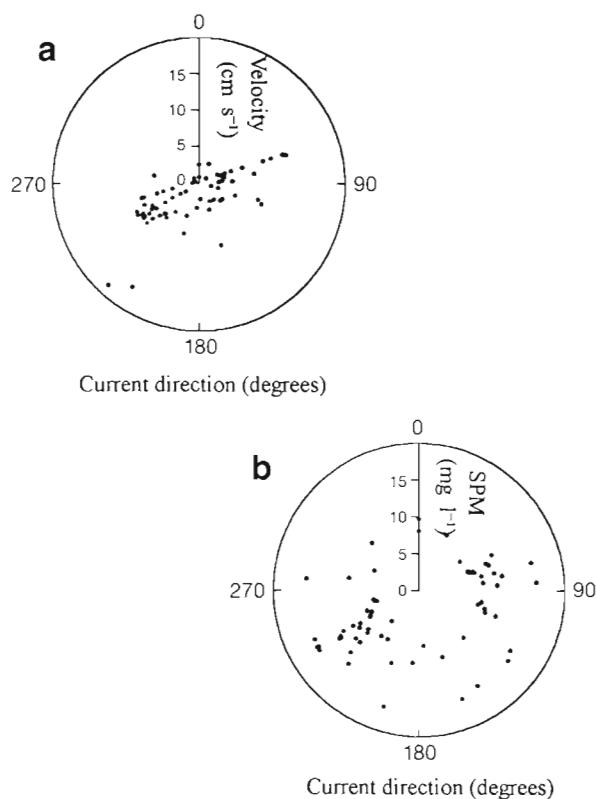 a
0
15
10
5
0
Velocity
(cm s⁻¹)
270
90
180
Current direction (degrees)
b
0
15
10
5
0
SPM
(mg l⁻¹)
270
90
180
Current direction (degrees)